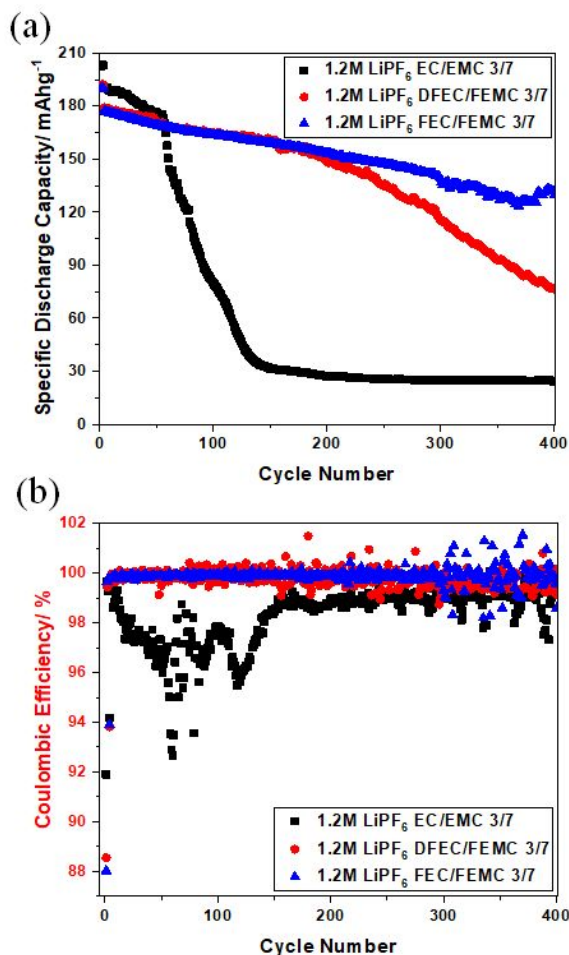 (a)
210
180
150
120
90
60
30
0
Specific Discharge Capacity/ mAhg⁻¹
1.2M LiPF₆ EC/EMC 3/7
1.2M LiPF₆ DFEC/FEMC 3/7
1.2M LiPF₆ FEC/FEMC 3/7
0 100 200 300 400
Cycle Number
(b)
102
100
98
96
94
92
90
88
Coulombic Efficiency/ %
1.2M LiPF₆ EC/EMC 3/7
1.2M LiPF₆ DFEC/FEMC 3/7
1.2M LiPF₆ FEC/FEMC 3/7
0 100 200 300 400
Cycle Number